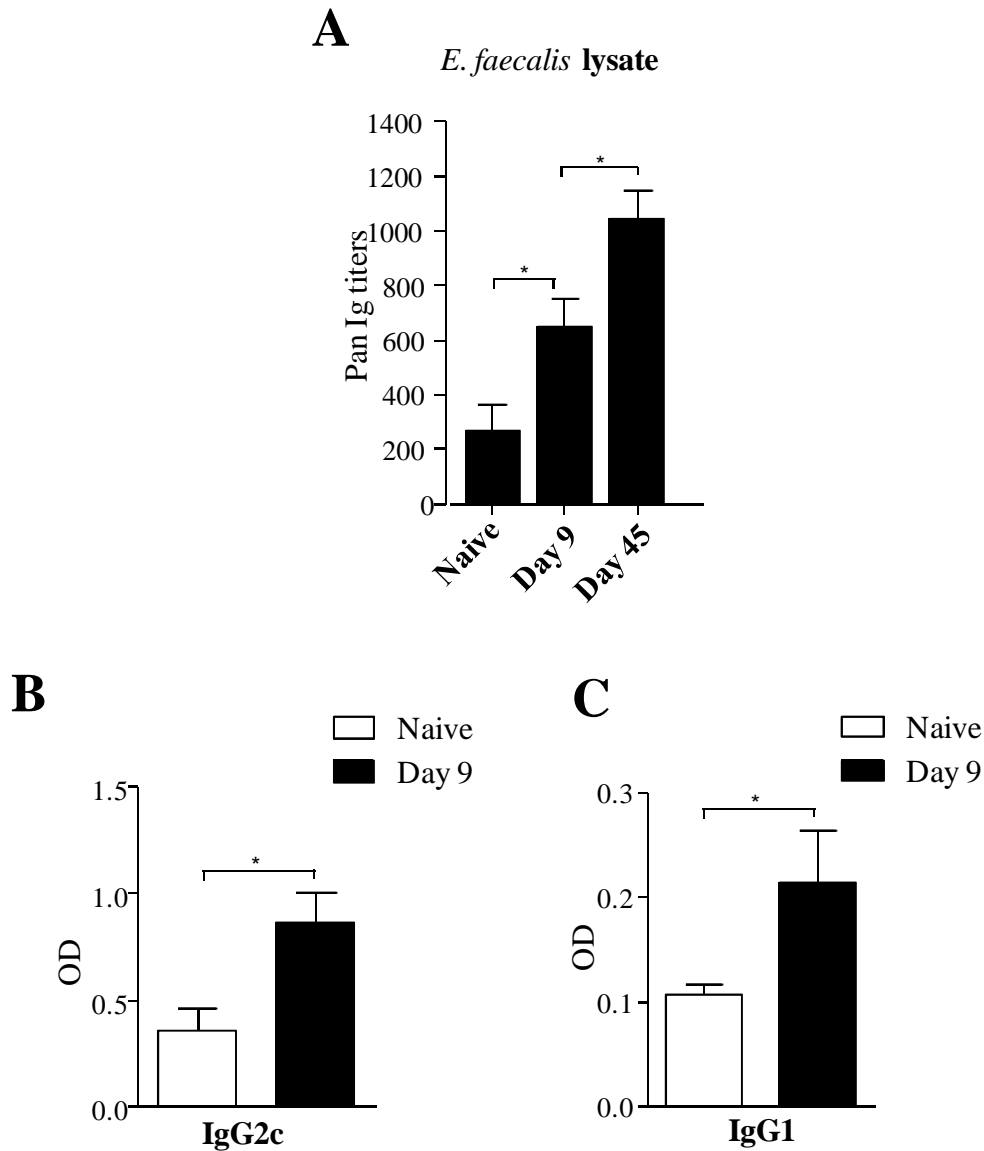 A
E. faecalis lysate
1400
1200
1000
800
600
400
200
0
Pan Ig titers
*
*
Naive
Day 9
Day 45
B
Naive
Day 9
1.5
1.0
0.5
0.0
OD
*
IgG2c
C
Naive
Day 9
0.3
0.2
0.1
0.0
OD
*
IgG1